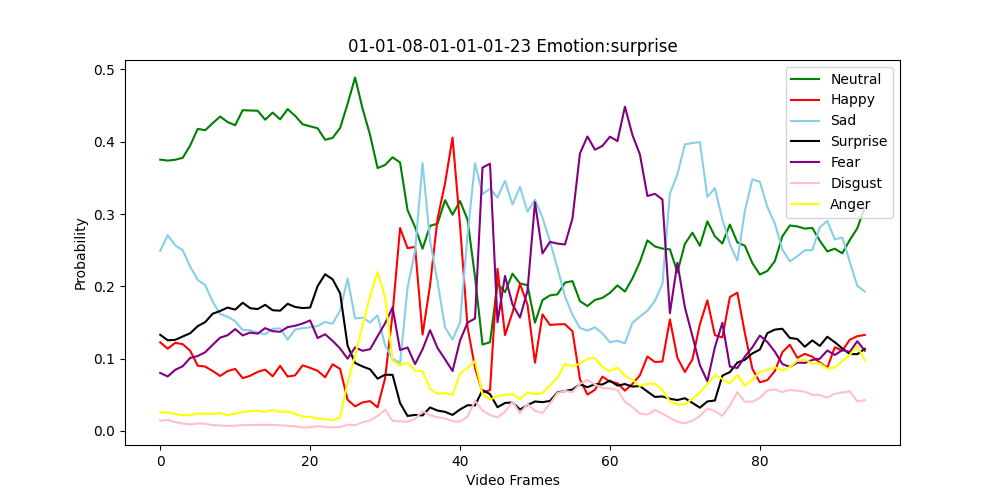 01-01-08-01-01-01-23 Emotion:surprise
0.5
0.4
0.3
0.2
0.1
0.0
Probability
0
20
40
60
80
Video Frames
Neutral
Happy
Sad
Surprise
Fear
Disgust
Anger